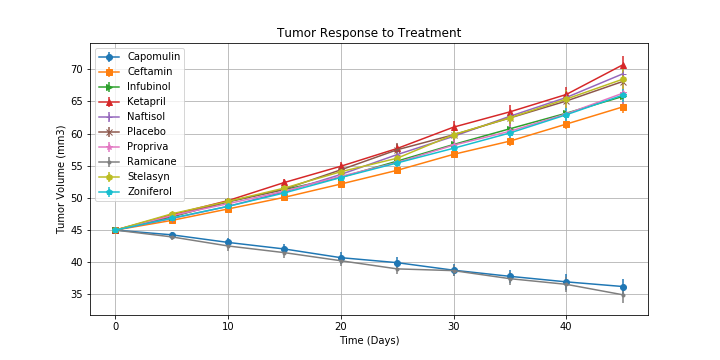 Tumor Response to Treatment
Capomulin
Ceftamin
Infubinol
Ketapril
Naftisol
Placebo
Propriva
Ramicane
Stelasyn
Zoniferol
Tumor Volume (mm3)
70
65
60
55
50
45
40
35
0 10 20 30 40
Time (Days)